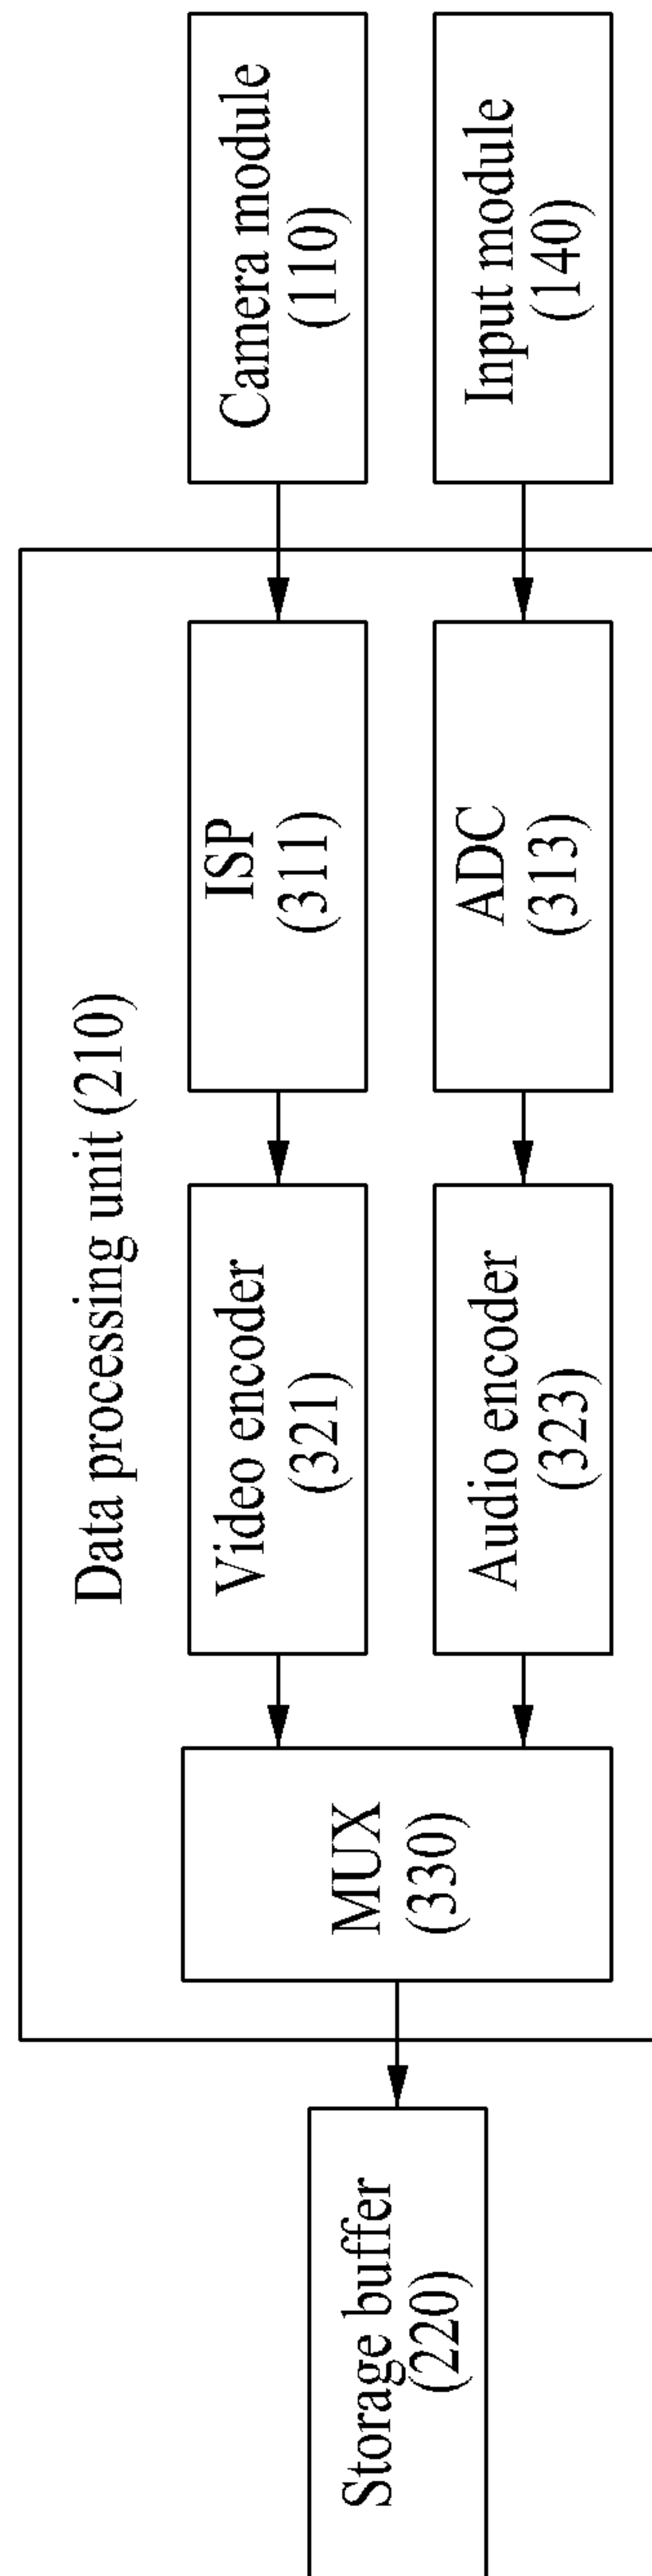 Data processing unit (210)
Storage buffer
(220)
MUX
(330)
Video encoder
(321)
ISP
(311)
Camera module
(110)
Audio encoder
(323)
ADC
(313)
Input module
(140)